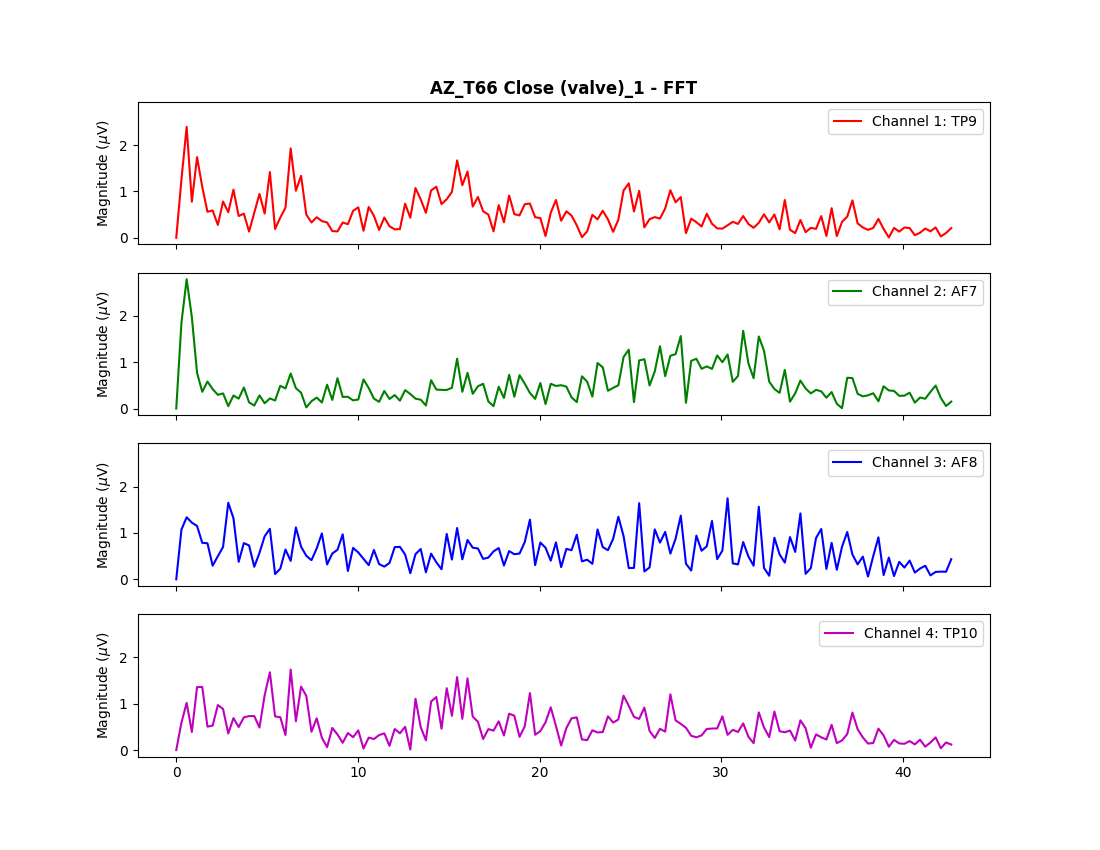 AZ_T66 Close (valve)_1 - FFT
Magnitude (μV)
2
1
0
Channel 1: TP9
Magnitude (μV)
2
1
0
Channel 2: AF7
Magnitude (μV)
2
1
0
Channel 3: AF8
Magnitude (μV)
2
1
0
Channel 4: TP10
0 10 20 30 40